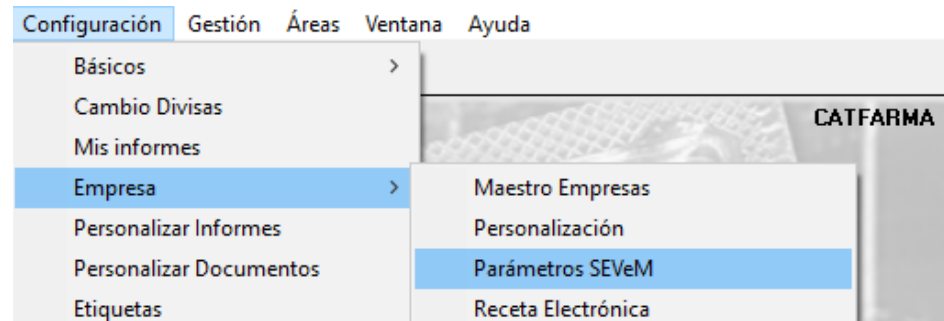 Configuración Gestión Áreas Ventana Ayuda
Básicos >
Cambio Divisas
CATFARMA
Mis informes
Empresa >
Maestro Empresas
Personalizar Informes
Personalización
Personalizar Documentos
Parámetros SEVeM
Etiquetas
Receta Electrónica